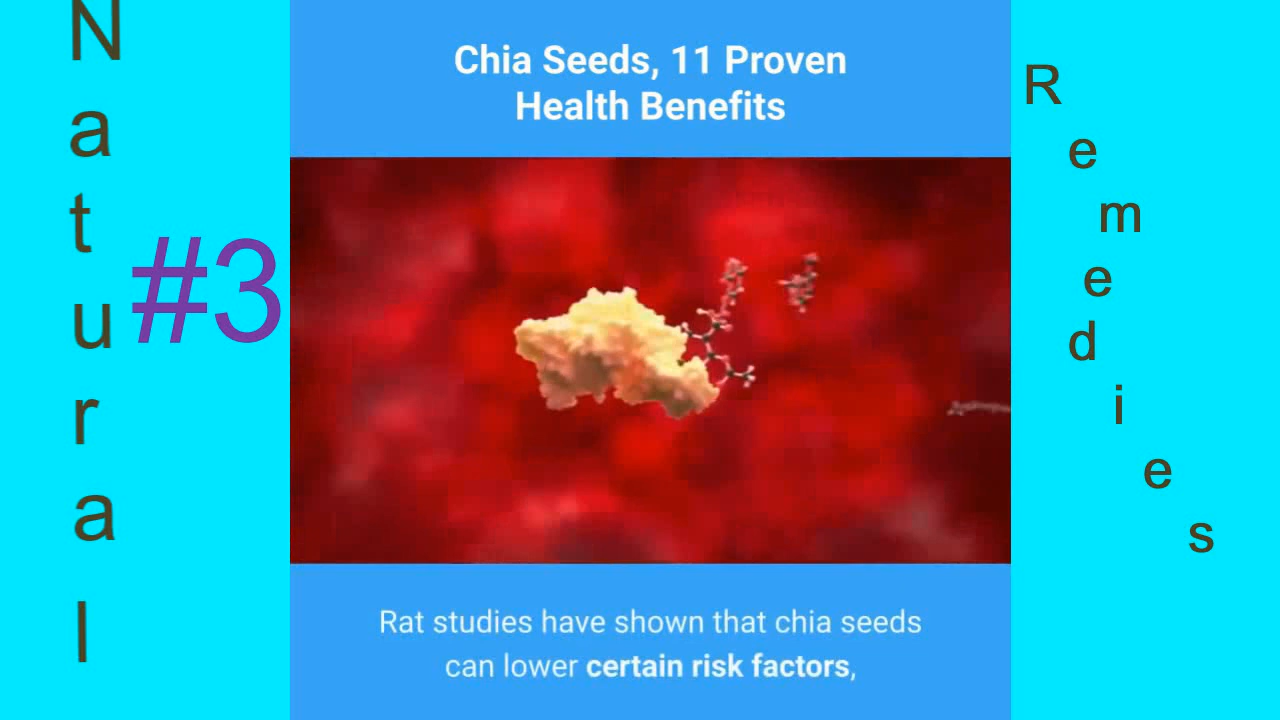 Natural
#3
Chia Seeds, 11 Proven
Health Benefits
Rat studies have shown that chia seeds
can lower certain risk factors,
Remedies